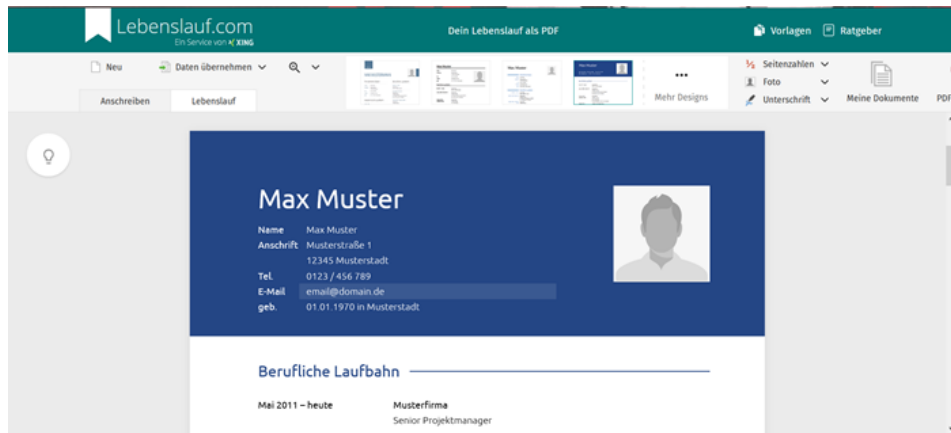 Lebenslauf.com
Ein Service von XING
Dein Lebenslauf als PDF
Vorlagen
Ratgeber
Neu
Daten übernehmen
Mehr Designs
Seitenzahlen
Foto
Unterschrift
Meine Dokumente
PDF
Anschreiben
Lebenslauf
Max Muster
Name Max Muster
Anschrift Musterstraße 1
12345 Musterstadt
Tel. 0123 / 456 789
E-Mail email@domain.de
geb. 01.01.1970 in Musterstadt
Berufliche Laufbahn
Mai 2011 – heute Musterfirma
Senior Projektmanager